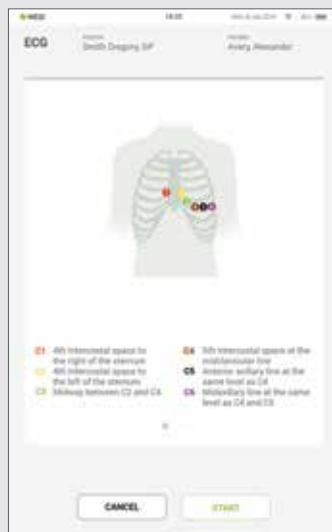 18:20
ECG
Smith Gregory, GP
Avery, Alexander
C1 4th intercostal space to
the right of the sternum
C2 4th intercostal space to
the left of the sternum
C3 Midway between C2 and C4
C4 5th intercostal space at the
midclavicular line
C5 Anterior axillary line at the
same level as C4
C6 Midaxillary line at the same
level as C4 and C5
CANCEL
START